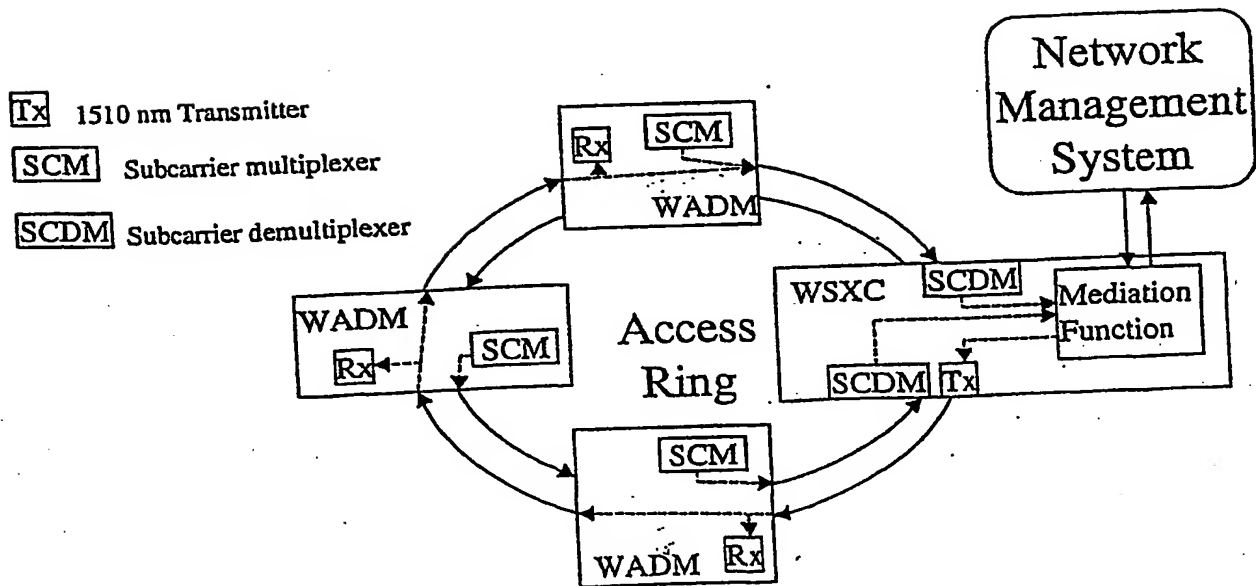 Network
Management
System
Tx 1510 nm Transmitter
SCM Subcarrier multiplexer
SCDM Subcarrier demultiplexer
Rx
SCM
WADM
WADM
Rx
SCM
Access
Ring
WSXC
SCDM
Mediation
Function
SCDM
Tx
SCM
WADM
Rx